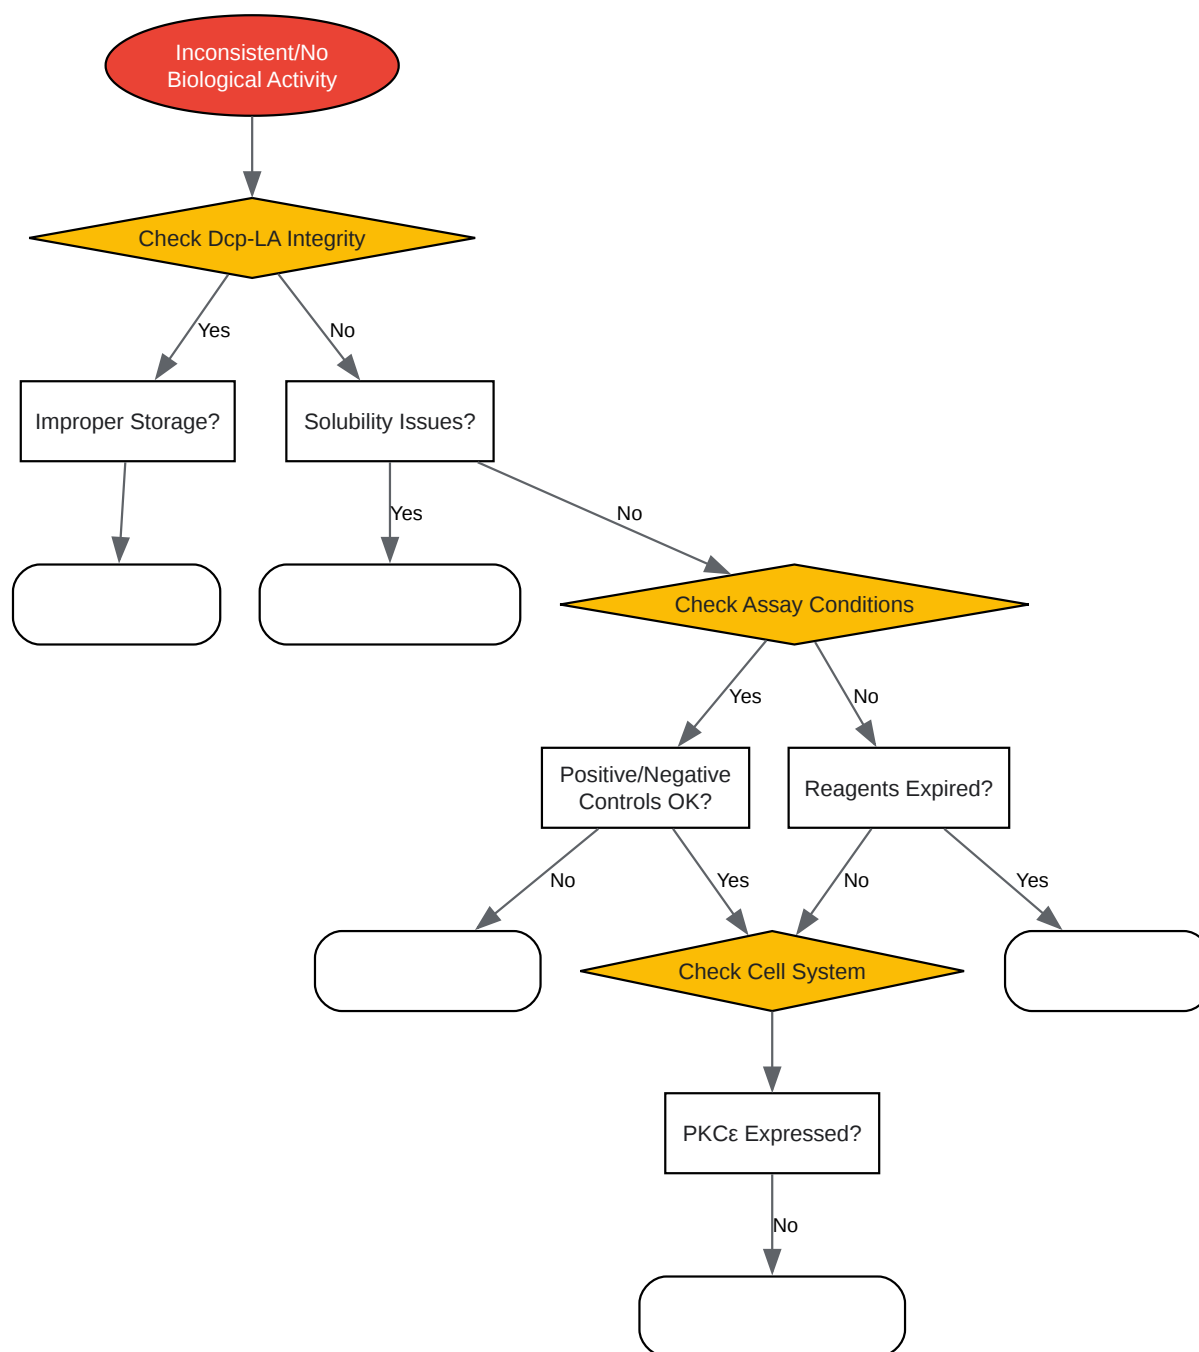 Inconsistent/No
Biological Activity
Check Dcp-LA Integrity
Yes
No
Improper Storage?
Solubility Issues?
Yes
No
Check Assay Conditions
Yes
No
Positive/Negative
Controls OK?
Reagents Expired?
No
Yes
No
Yes
Check Cell System
PKCε Expressed?
No